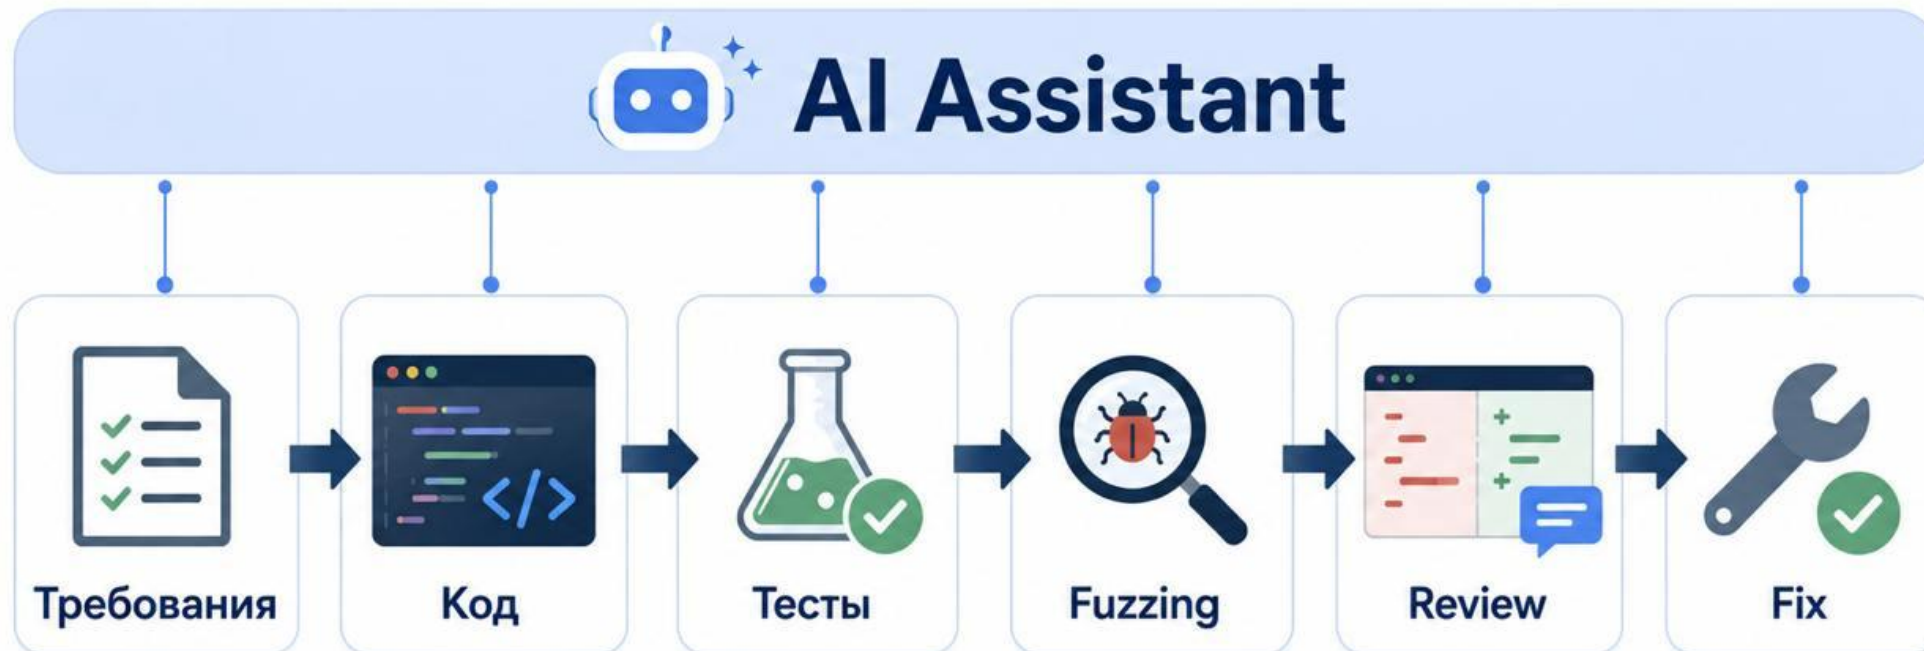 AI Assistant
</>
Требования
Код
Тесты
Fuzzing
Review
Fix